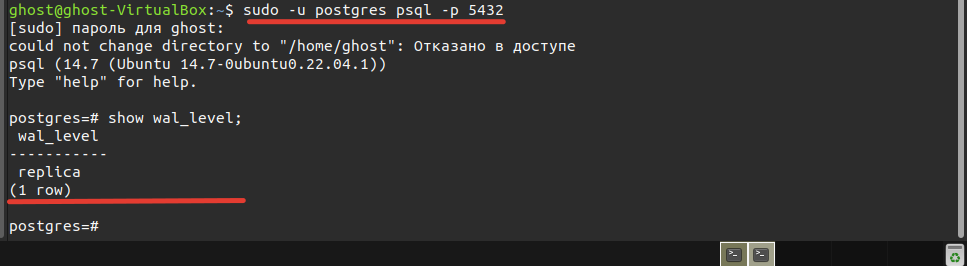 ghost@ghost-VirtualBox:~$ sudo -u postgres psql -p 5432
[sudo] пароль для ghost:
could not change directory to "/home/ghost": Отказано в доступе
psql (14.7 (Ubuntu 14.7-0ubuntu0.22.04.1))
Type "help" for help.
postgres=# show wal_level;
wal_level
-----------
replica
(1 row)
postgres=#